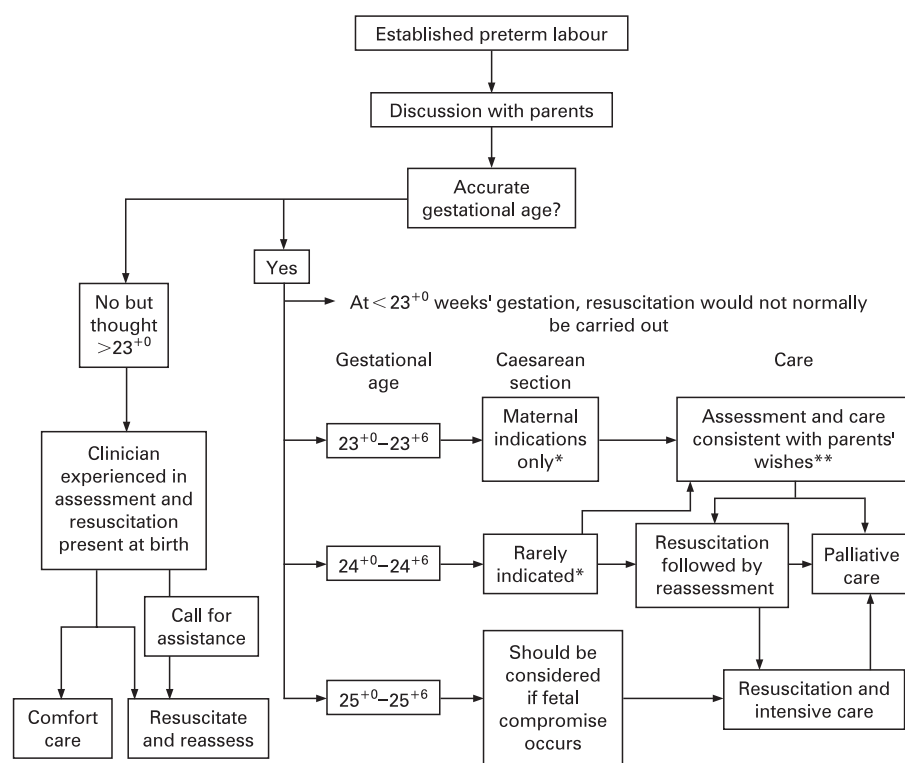 Established preterm labour
Discussion with parents
Accurate
gestational age?
Yes
No but
thought
>23⁺⁰
At < 23⁺⁰ weeks' gestation, resuscitation would not normally
be carried out
Gestational
age
Caesarean
section
Care
23⁺⁰–23⁺⁶
Maternal
indications
only*
Assessment and care
consistent with parents'
wishes**
Clinician
experienced in
assessment and
resuscitation
present at birth
24⁺⁰–24⁺⁶
Rarely
indicated*
Resuscitation
followed by
reassessment
Palliative
care
Call for
assistance
Comfort
care
Resuscitate
and reassess
25⁺⁰–25⁺⁶
Should be
considered
if fetal
compromise
occurs
Resuscitation and
intensive care